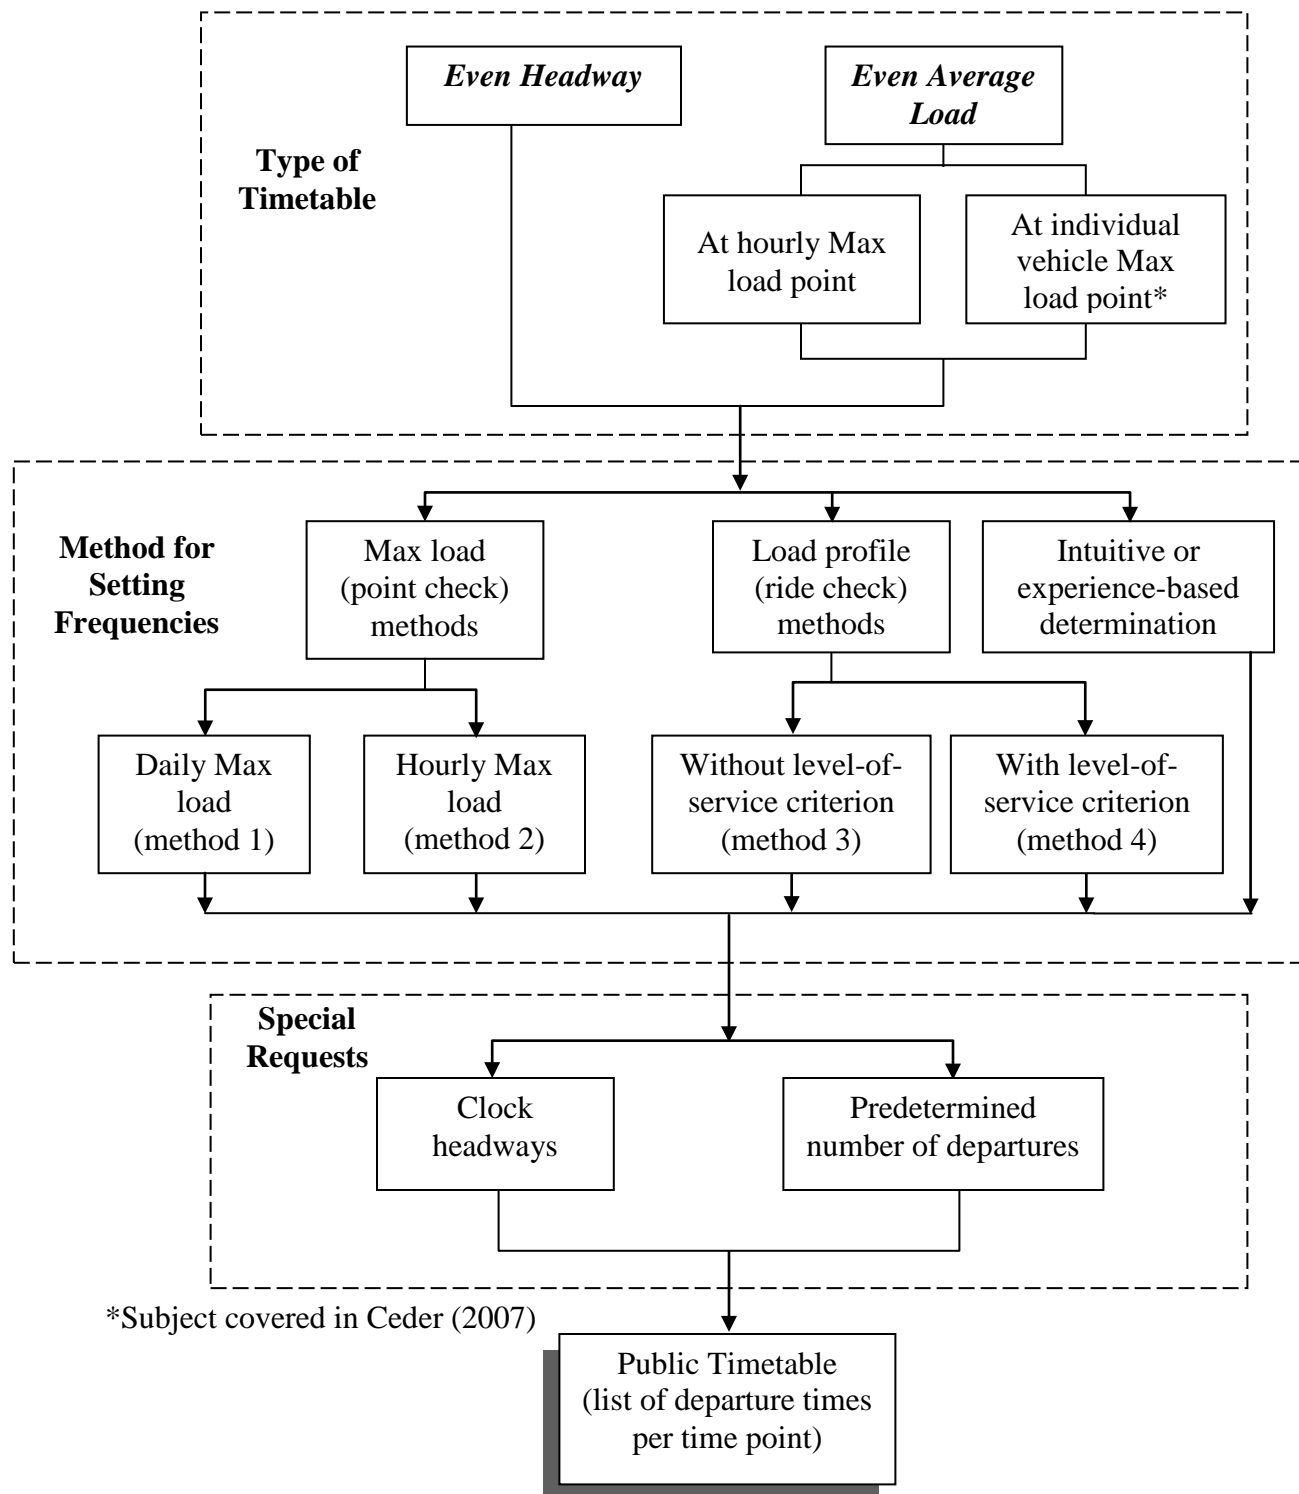 Even Headway
Even Average
Load
Type of
Timetable
At hourly Max
load point
At individual
vehicle Max
load point*
Method for
Setting
Frequencies
Max load
(point check)
methods
Load profile
(ride check)
methods
Intuitive or
experience-based
determination
Daily Max
load
(method 1)
Hourly Max
load
(method 2)
Without level-of-
service criterion
(method 3)
With level-of-
service criterion
(method 4)
Special
Requests
Clock
headways
Predetermined
number of departures
*Subject covered in Ceder (2007)
Public Timetable
(list of departure times
per time point)